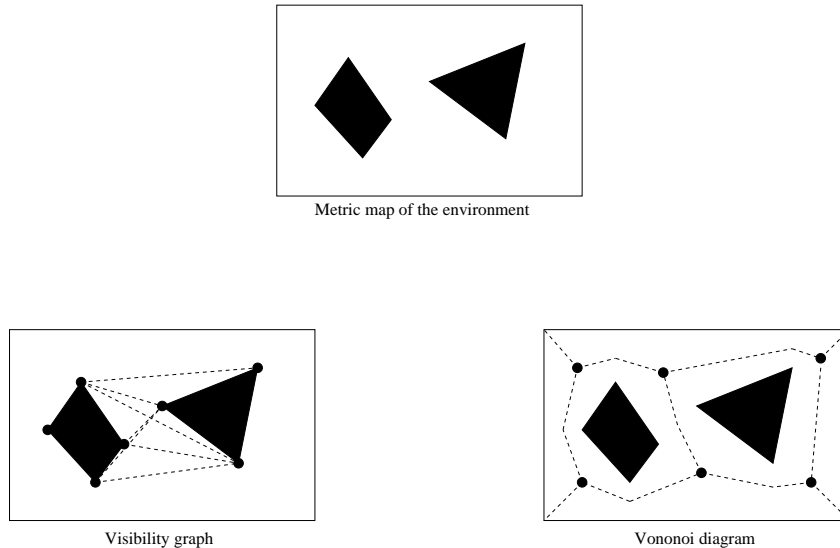 Metric map of the environment
Visibility graph
Vononoi diagram